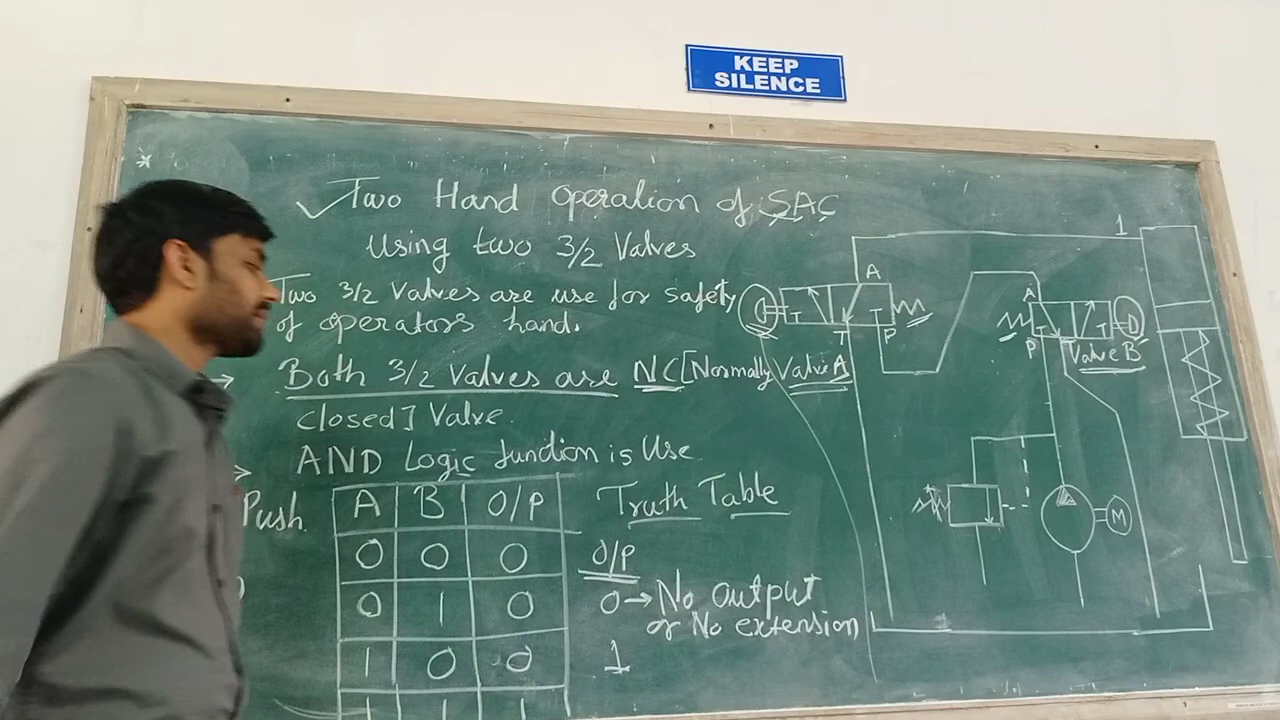 KEEP
SILENCE
Two Hand Operation of SAC
Using two 3/2 Valves
Two 3/2 Valves are use for Safety
of operators hand.
Both 3/2 Valves are NC [Normally
Closed] Valve
AND Logic function is Use
Push
A B O/P
0 0 0
0 1 0
1 0 0
1 1 1
Truth Table
O/P
0 → No Output
or No extension
1
A
T T
T P
Valve A
1
A
T T
P
Valve B
M